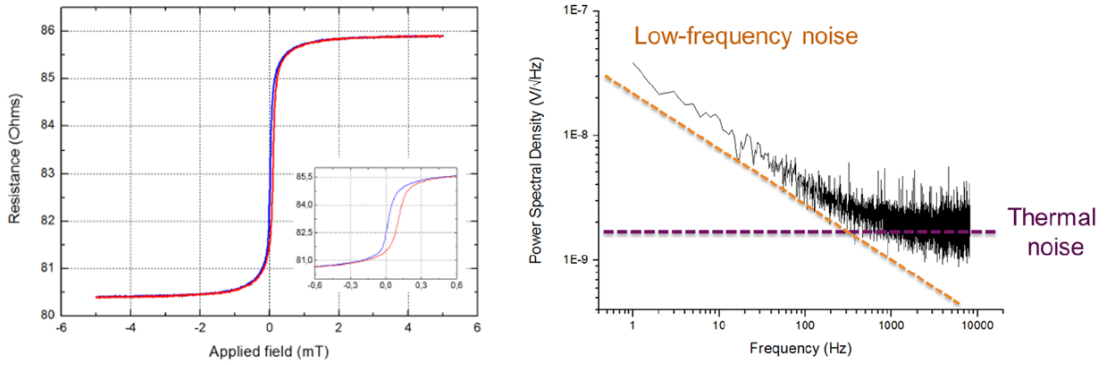 86
85
84
83
82
81
80
Resistance (Ohms)
-6
-4
-2
0
2
4
6
Applied field (mT)
85,5
84,0
82,5
81,0
-0,6
-0,3
0,0
0,3
0,6
1E-7
1E-8
1E-9
Power Spectral Density (V/√Hz)
Low-frequency noise
Thermal
noise
1
10
100
1000
10000
Frequency (Hz)